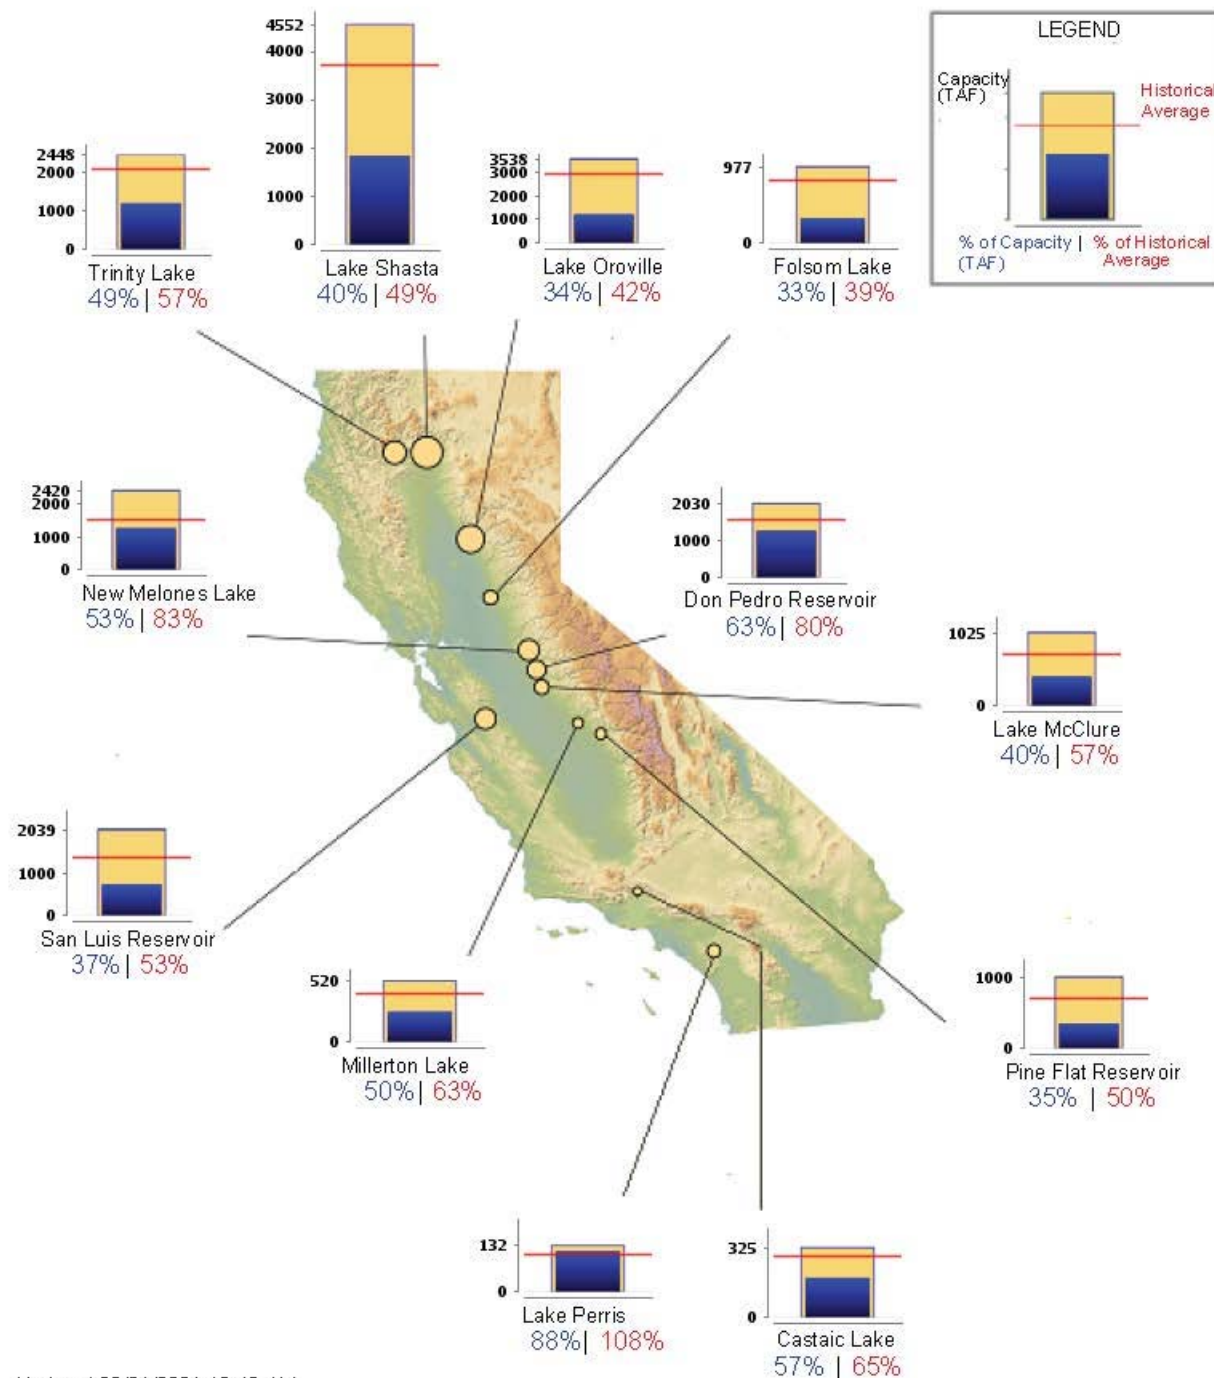 LEGEND
Capacity
(TAF)
Historical
Average
% of Capacity | % of Historical
(TAF) Average
2448
2000
1000
0
Trinity Lake
49% | 57%
4552
4000
3000
2000
1000
0
Lake Shasta
40% | 49%
3538
3000
2000
1000
0
Lake Oroville
34% | 42%
977
0
Folsom Lake
33% | 39%
2420
2000
1000
0
New Melones Lake
53% | 83%
2030
1000
0
Don Pedro Reservoir
63% | 80%
1025
0
Lake McClure
40% | 57%
2039
1000
0
San Luis Reservoir
37% | 53%
520
0
Millerton Lake
50% | 63%
1000
0
Pine Flat Reservoir
35% | 50%
132
0
Lake Perris
88% | 108%
325
0
Castaic Lake
57% | 65%